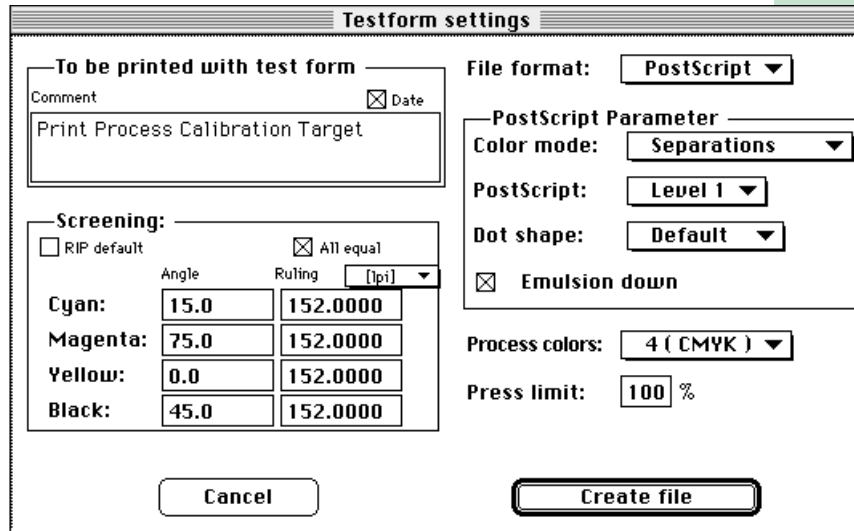 Testform settings
To be printed with test form
Comment
Date
Print Process Calibration Target
Screening:
RIP default
All equal
Angle
Ruling
[lpi]
Cyan: 15.0 152.0000
Magenta: 75.0 152.0000
Yellow: 0.0 152.0000
Black: 45.0 152.0000
File format: PostScript
PostScript Parameter
Color mode: Separations
PostScript: Level 1
Dot shape: Default
Emulsion down
Process colors: 4 ( CMYK )
Press limit: 100 %
Cancel
Create file